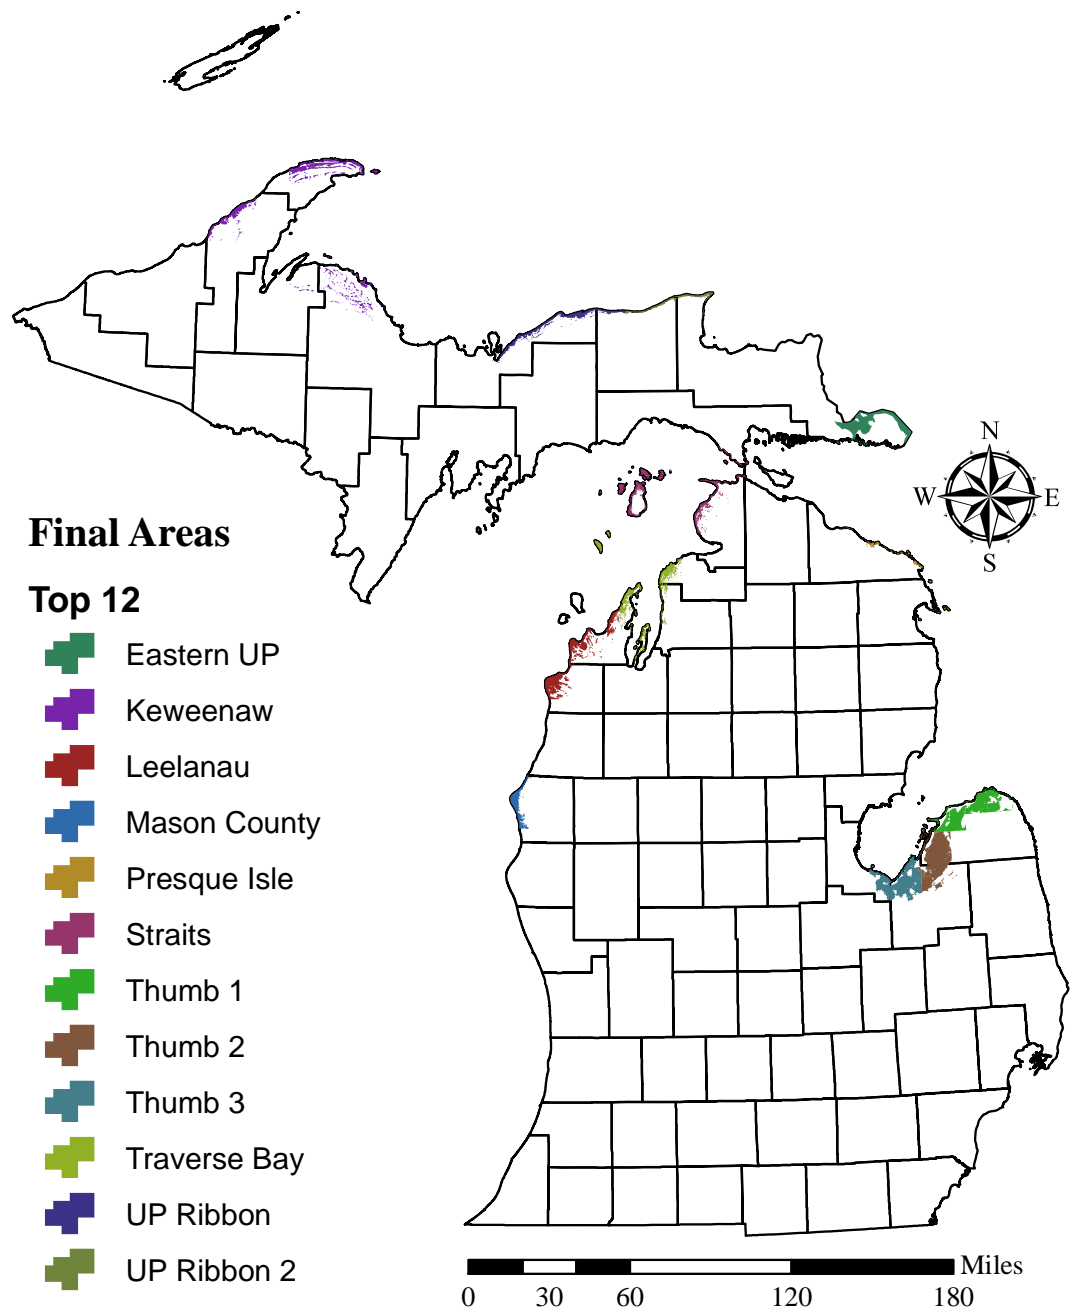 N
W E
S
Final Areas
Top 12
Eastern UP
Keweenaw
Leelanau
Mason County
Presque Isle
Straits
Thumb 1
Thumb 2
Thumb 3
Traverse Bay
UP Ribbon
UP Ribbon 2
Miles
0 30 60 120 180